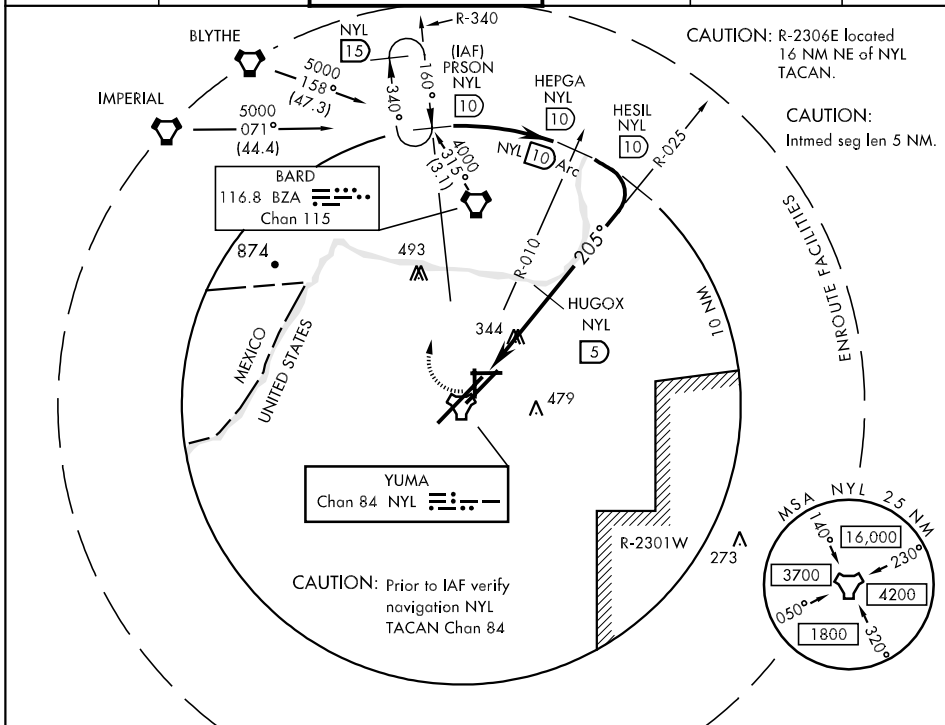 R-340
BLYTHE
NYL
15
(IAF)
PRSON
NYL
10
5000
158°
(47.3)
340°
160°
HEPGA
NYL
10
HESIL
NYL
10
CAUTION: R-2306E located
16 NM NE of NYL
TACAN.
CAUTION:
Intmed seg len 5 NM.
IMPERIAL
5000
071°
(44.4)
4000
315°
(3.1)
NYL 10 Arc
R-025
BARD
116.8 BZA
Chan 115
874
493
R-010
205°
HUGOX
NYL
5
344
10 NM
ENROUTE FACILITIES
MEXICO
UNITED STATES
479
YUMA
Chan 84 NYL
R-2301W
273
CAUTION: Prior to IAF verify
navigation NYL
TACAN Chan 84
MSA NYL 25 NM
140°
16,000
230°
3700
4200
050°
1800
320°